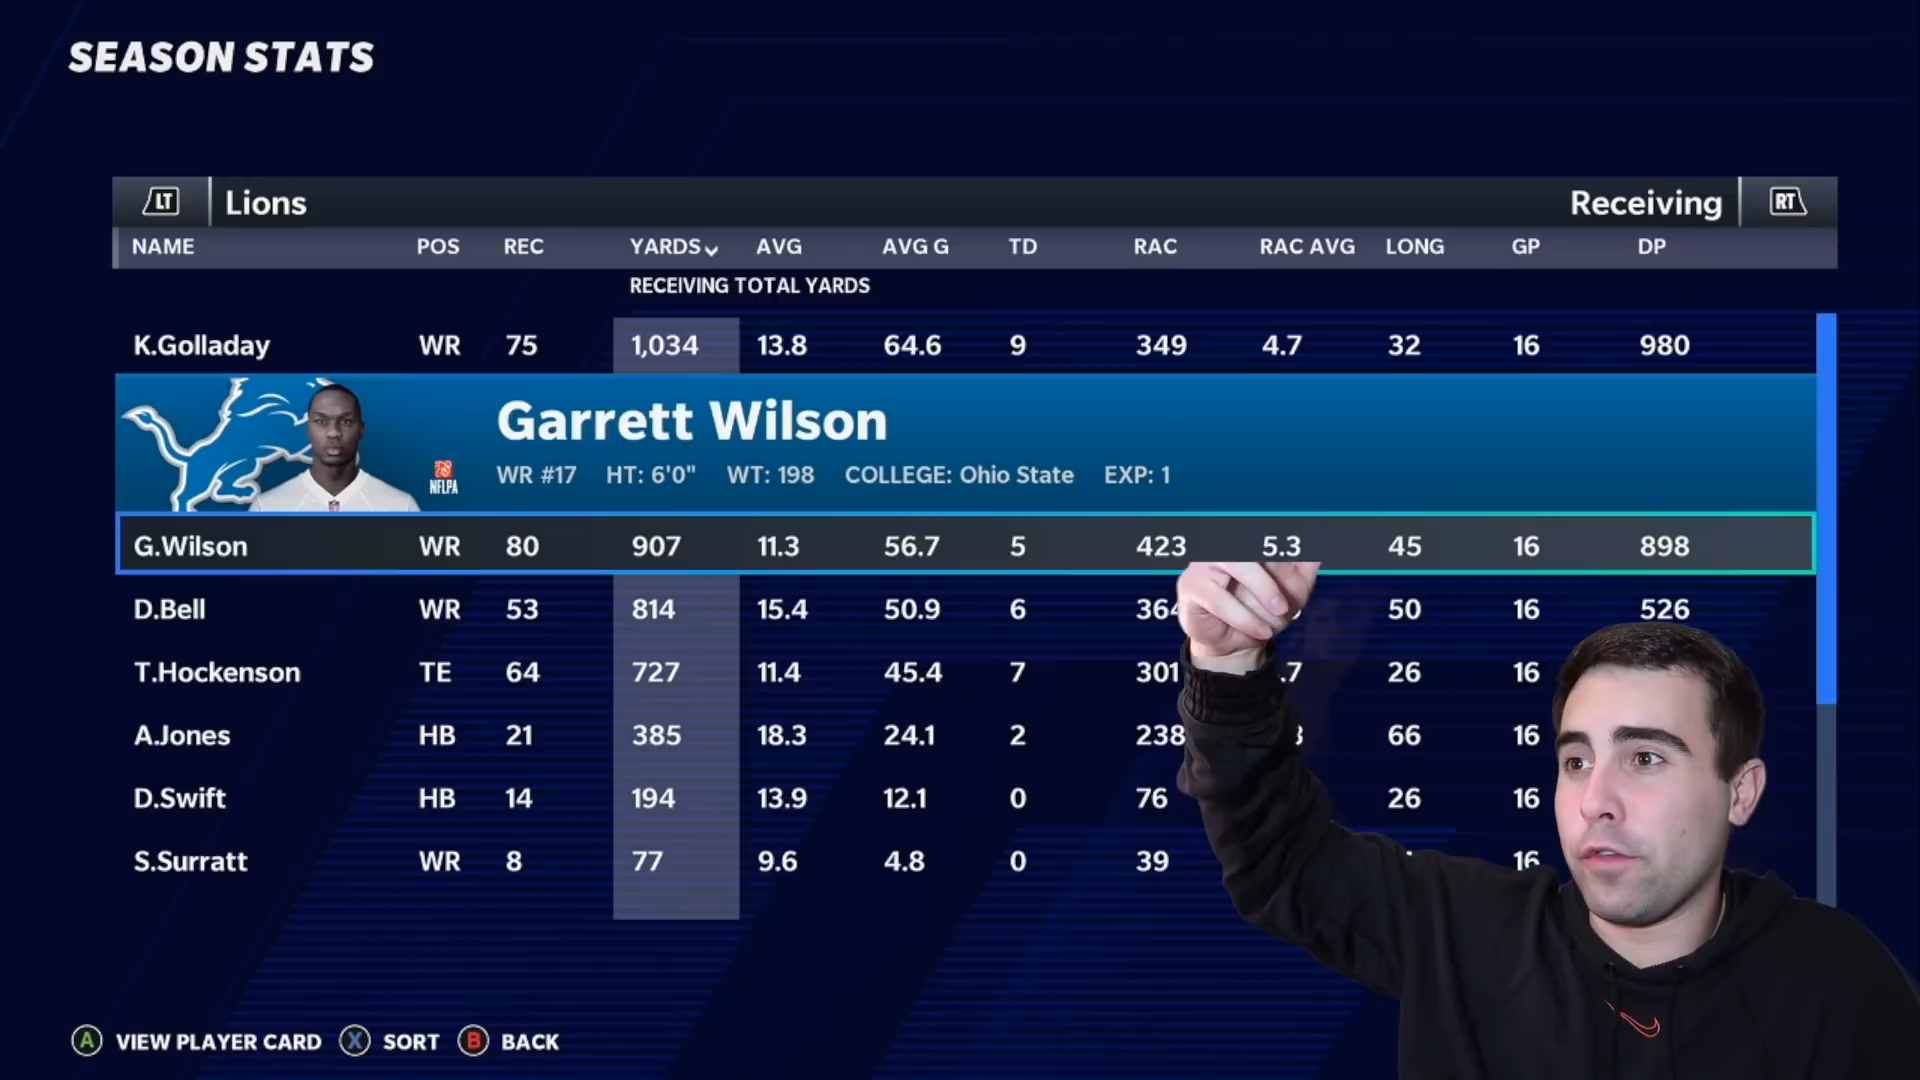 SEASON STATS
LT Lions Receiving RT
NAME POS REC YARDS AVG AVG G TD RAC RAC AVG LONG GP DP
RECEIVING TOTAL YARDS
K.Golladay WR 75 1,034 13.8 64.6 9 349 4.7 32 16 980
Garrett Wilson
NFLPA WR #17 HT: 6'0" WT: 198 COLLEGE: Ohio State EXP: 1
G.Wilson WR 80 907 11.3 56.7 5 423 5.3 45 16 898
D.Bell WR 53 814 15.4 50.9 6 364 50 16 526
T.Hockenson TE 64 727 11.4 45.4 7 301 .7 26 16
A.Jones HB 21 385 18.3 24.1 2 238 66 16
D.Swift HB 14 194 13.9 12.1 0 76 26 16
S.Surratt WR 8 77 9.6 4.8 0 39 16
A VIEW PLAYER CARD X SORT B BACK